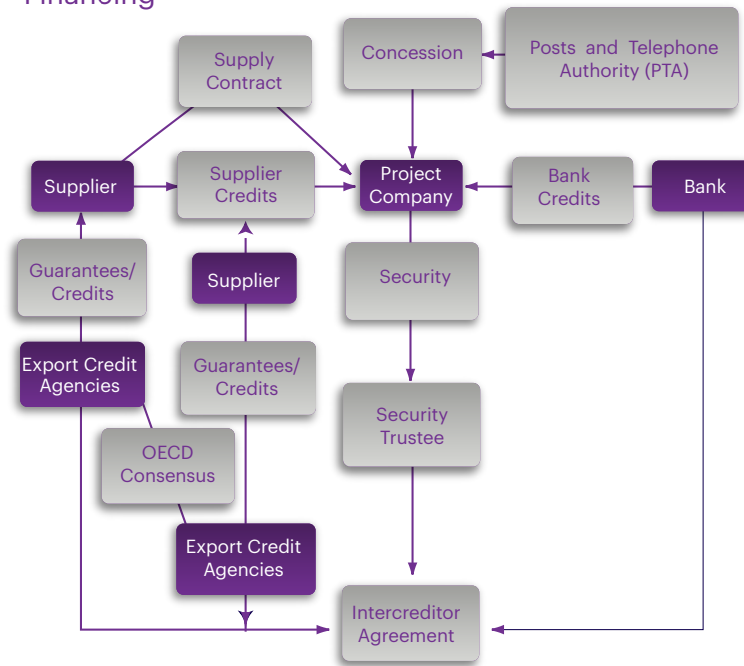 Financing
Supply
Contract
Concession
Posts and Telephone
Authority (PTA)
Supplier
Supplier
Credits
Project
Company
Bank
Credits
Bank
Guarantees/
Credits
Supplier
Security
Export Credit
Agencies
Guarantees/
Credits
Security
Trustee
OECD
Consensus
Export Credit
Agencies
Intercreditor
Agreement